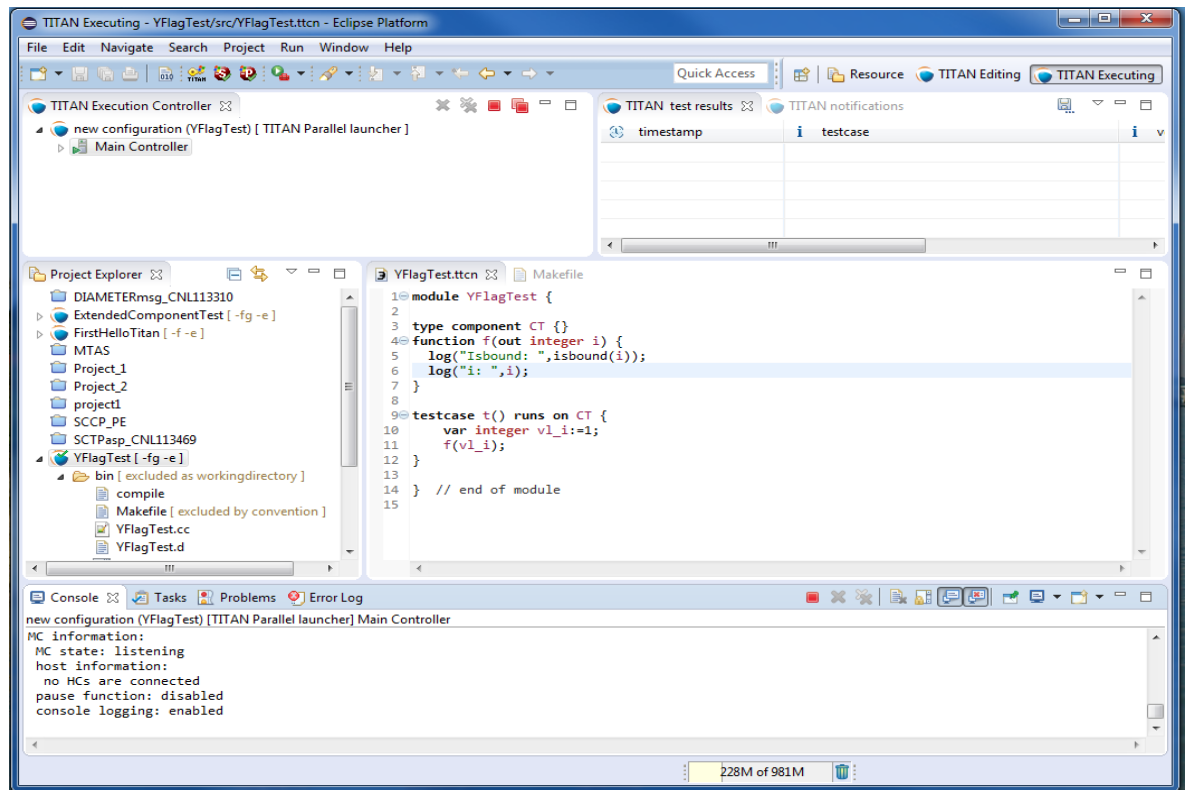 TITAN Executing - YFlagTest/src/YFlagTest.ttcn - Eclipse Platform
File Edit Navigate Search Project Run Window Help
010 TITAN Quick Access Resource TITAN Editing TITAN Executing
TITAN Execution Controller
new configuration (YFlagTest) [ TITAN Parallel launcher ]
Main Controller
TITAN test results TITAN notifications
timestamp i testcase i v
Project Explorer
DIAMETERmsg_CNL113310
ExtendedComponentTest [ -fg -e ]
FirstHelloTitan [ -f -e ]
MTAS
Project_1
Project_2
project1
SCCP_PE
SCTPasp_CNL113469
YFlagTest [ -fg -e ]
bin [ excluded as workingdirectory ]
compile
Makefile [ excluded by convention ]
YFlagTest.cc
YFlagTest.d
YFlagTest.ttcn Makefile
1 module YFlagTest {
2
3 type component CT {}
4 function f(out integer i) {
5 log("Isbound: ",isbound(i));
6 log("i: ",i);
7 }
8
9 testcase t() runs on CT {
10 var integer vl_i:=1;
11 f(vl_i);
12 }
13
14 } // end of module
15
Console Tasks Problems Error Log
new configuration (YFlagTest) [TITAN Parallel launcher] Main Controller
MC information:
MC state: listening
host information:
no HCs are connected
pause function: disabled
console logging: enabled
228M of 981M